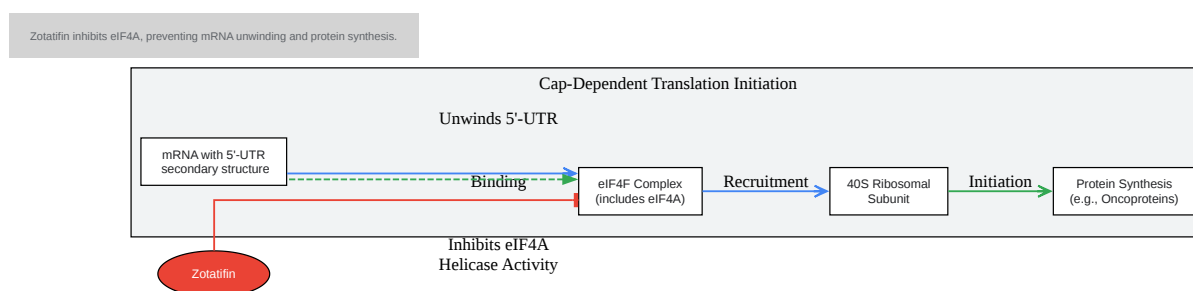 Zotatifin inhibits eIF4A, preventing mRNA unwinding and protein synthesis.
Cap-Dependent Translation Initiation
Unwinds 5'-UTR
mRNA with 5'-UTR
secondary structure
Binding
eIF4F Complex
(includes eIF4A)
Recruitment
40S Ribosomal
Subunit
Initiation
Protein Synthesis
(e.g., Oncoproteins)
Inhibits eIF4A
Helicase Activity
Zotatifin